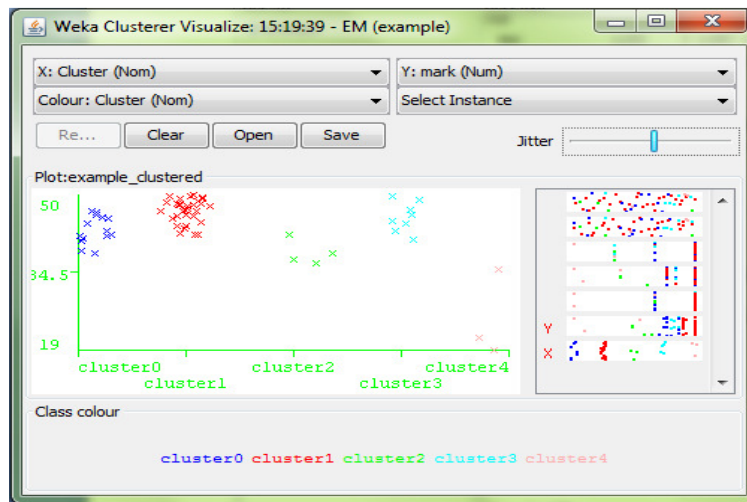 Weka Clusterer Visualize: 15:19:39 - EM (example)
X: Cluster (Nom)
Y: mark (Num)
Colour: Cluster (Nom)
Select Instance
Re...
Clear
Open
Save
Jitter
Plot:example_clustered
50
34.5
19
cluster0
cluster1
cluster2
cluster3
cluster4
Y
X
Class colour
cluster0 cluster1 cluster2 cluster3 cluster4